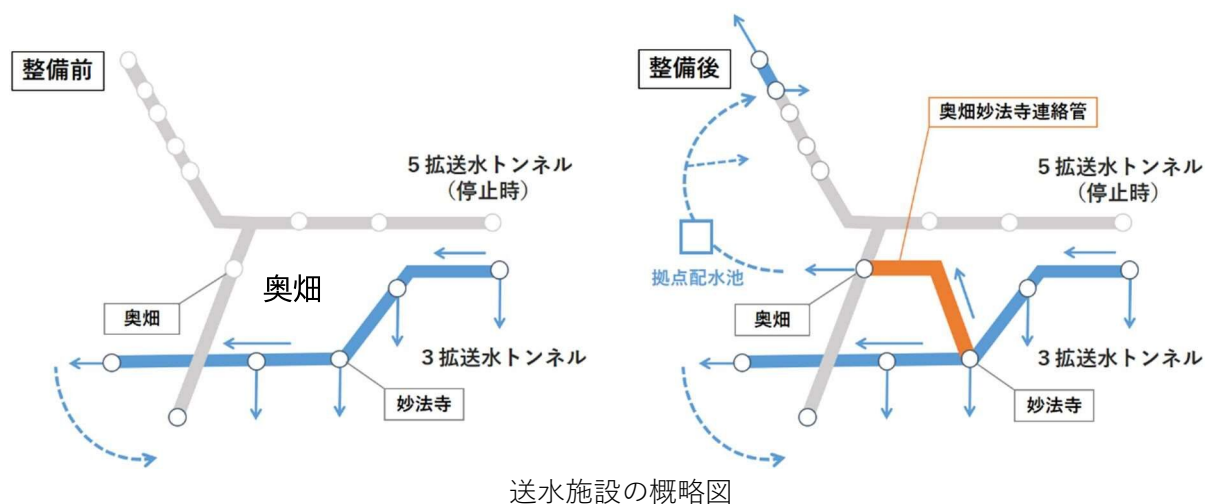 整備前
5拡送水トンネル
(停止時)
奥畑
奥畑
3拡送水トンネル
妙法寺
整備後
奥畑妙法寺連絡管
5拡送水トンネル
(停止時)
拠点配水池
奥畑
3拡送水トンネル
妙法寺
送水施設の概略図